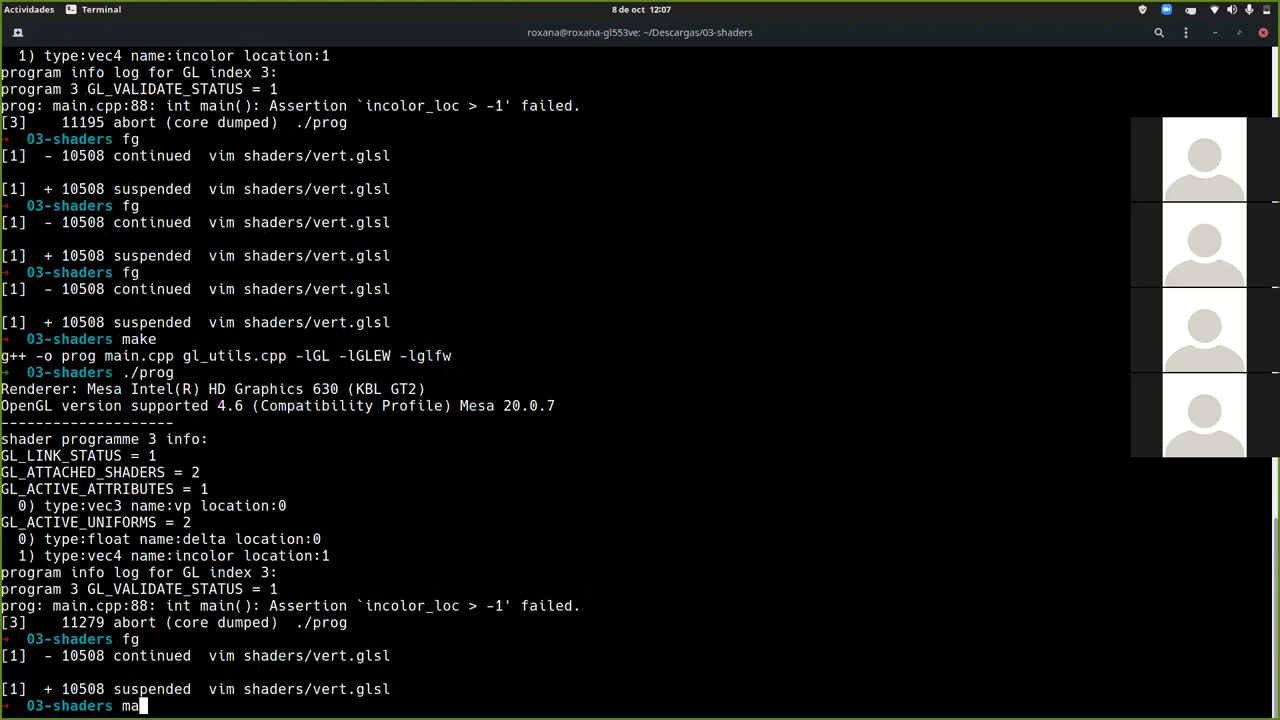 Actividades
Terminal
8 de oct 12:07
roxana@roxana-gl553ve: ~/Descargas/03-shaders
1) type:vec4 name:incolor location:1
program info log for GL index 3:
program 3 GL_VALIDATE_STATUS = 1
prog: main.cpp:88: int main(): Assertion `incolor_loc > -1' failed.
[3]    11195 abort (core dumped)  ./prog
➜  03-shaders fg
[1]  - 10508 continued  vim shaders/vert.glsl
[1]  + 10508 suspended  vim shaders/vert.glsl
➜  03-shaders fg
[1]  - 10508 continued  vim shaders/vert.glsl
[1]  + 10508 suspended  vim shaders/vert.glsl
➜  03-shaders fg
[1]  - 10508 continued  vim shaders/vert.glsl
[1]  + 10508 suspended  vim shaders/vert.glsl
➜  03-shaders make
g++ -o prog main.cpp gl_utils.cpp -lGL -lGLEW -lglfw
➜  03-shaders ./prog
Renderer: Mesa Intel(R) HD Graphics 630 (KBL GT2)
OpenGL version supported 4.6 (Compatibility Profile) Mesa 20.0.7
--------------------
shader programme 3 info:
GL_LINK_STATUS = 1
GL_ATTACHED_SHADERS = 2
GL_ACTIVE_ATTRIBUTES = 1
0) type:vec3 name:vp location:0
GL_ACTIVE_UNIFORMS = 2
0) type:float name:delta location:0
1) type:vec4 name:incolor location:1
program info log for GL index 3:
program 3 GL_VALIDATE_STATUS = 1
prog: main.cpp:88: int main(): Assertion `incolor_loc > -1' failed.
[3]    11279 abort (core dumped)  ./prog
➜  03-shaders fg
[1]  - 10508 continued  vim shaders/vert.glsl
[1]  + 10508 suspended  vim shaders/vert.glsl
➜  03-shaders ma